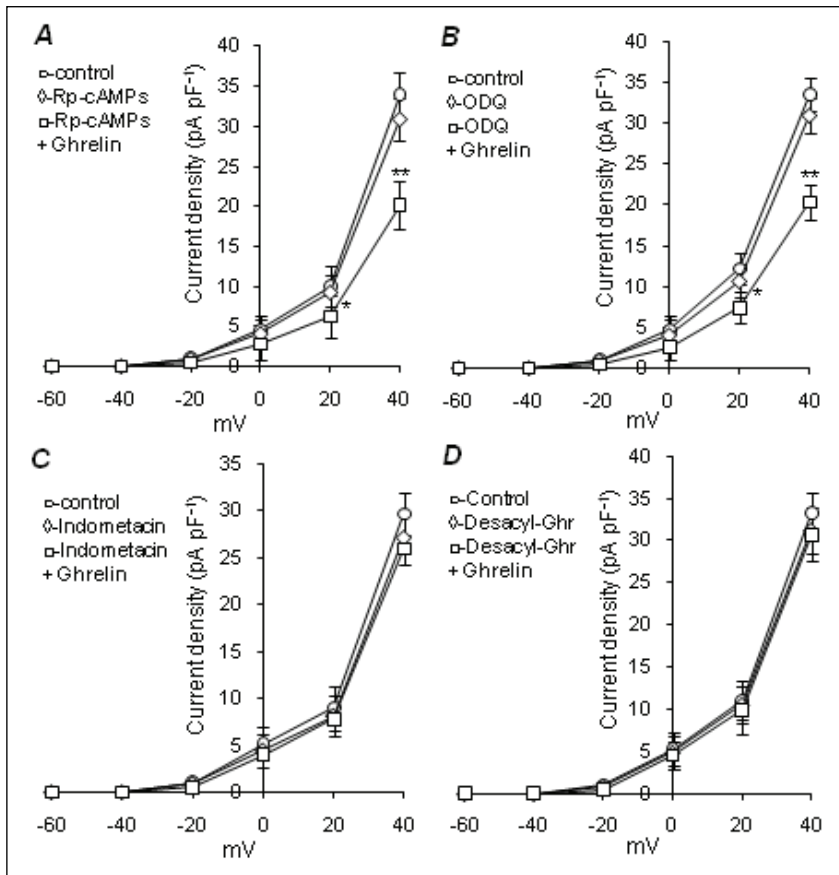 A
-control
-Rp-cAMPs
-Rp-cAMPs
+ Ghrelin
Current density (pA pF⁻¹)
40
35
30
25
20
15
10
5
0
**
*
-60 -40 -20 0 20 40
mV
B
-control
-ODQ
-ODQ
+ Ghrelin
Current density (pA pF⁻¹)
40
35
30
25
20
15
10
5
0
**
*
-60 -40 -20 0 20 40
mV
C
-control
-Indometacin
-Indometacin
+ Ghrelin
Current density (pA pF⁻¹)
35
30
25
20
15
10
5
0
-60 -40 -20 0 20 40
mV
D
-Control
-Desacyl-Ghr
-Desacyl-Ghr
+ Ghrelin
Current density (pA pF⁻¹)
40
35
30
25
20
15
10
5
0
-60 -40 -20 0 20 40
mV